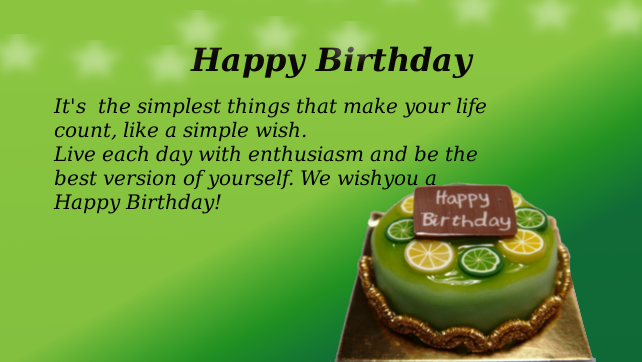 Happy Birthday
It's  the simplest things that make your life
count, like a simple wish.
Live each day with enthusiasm and be the
best version of yourself. We wishyou a
Happy Birthday!
Happy
Birthday